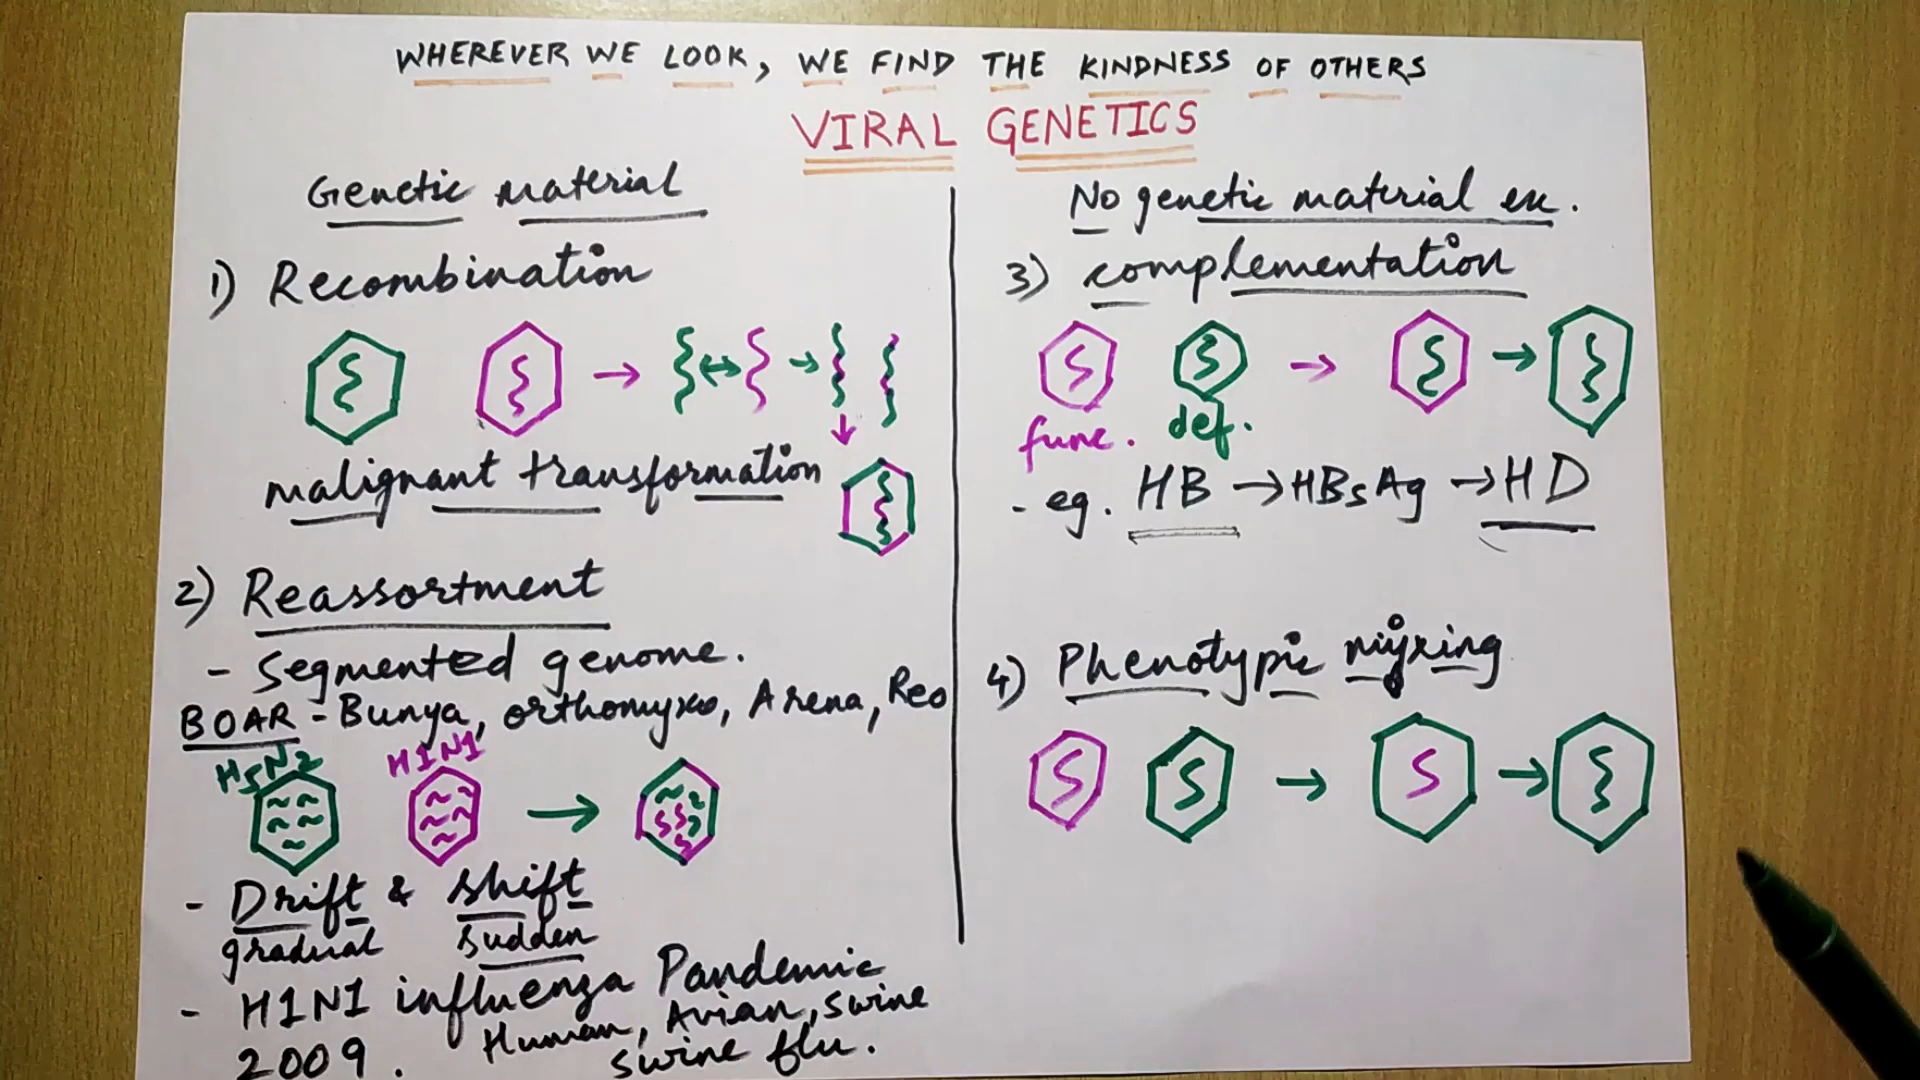 WHEREVER WE LOOK, WE FIND THE KINDNESS OF OTHERS
VIRAL GENETICS
Genetic material
1) Recombination
malignant transformation
2) Reassortment
- Segmented genome.
BOAR - Bunya, orthomyxo, Arena, Reo
H5N2 H1N1
- Drift & shift
gradual sudden
- H1N1 influenza Pandemic
2009. Human, Avian, swine
swine flu.
No genetic material ex.
3) complementation
func. def.
- eg. HB → HBsAg → HD
4) Phenotypic mixing